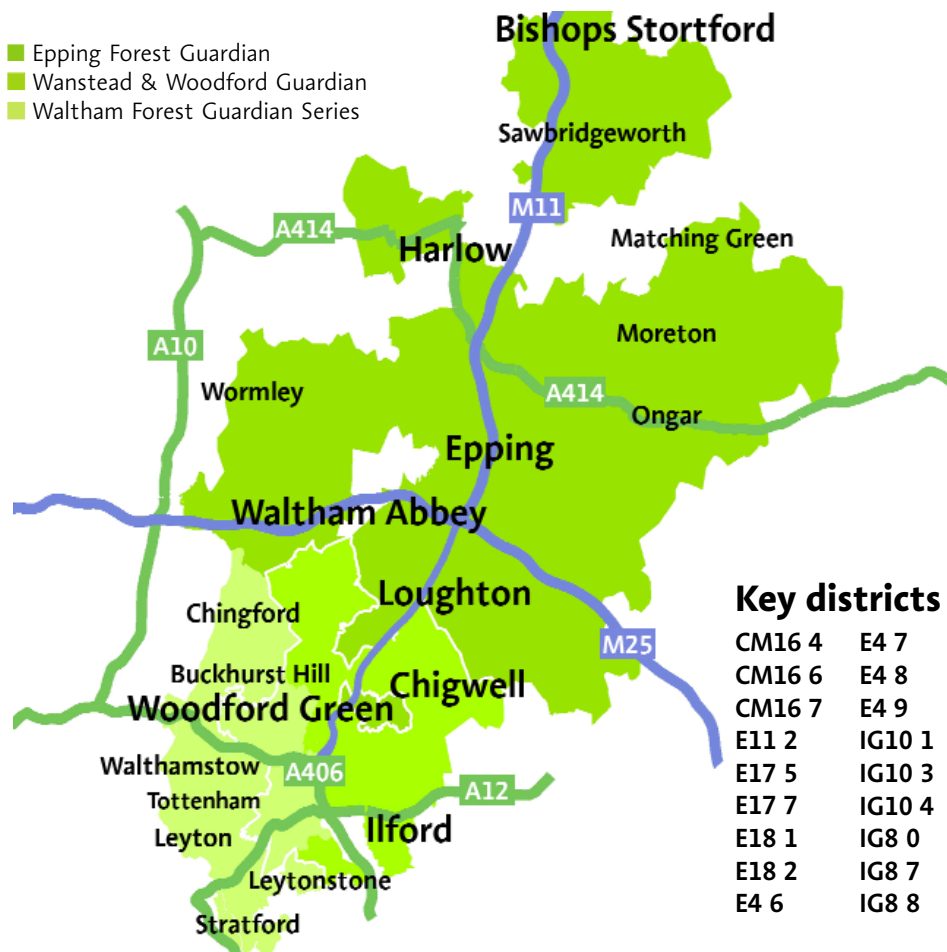 Bishops Stortford
Epping Forest Guardian
Wanstead & Woodford Guardian
Waltham Forest Guardian Series
Sawbridgeworth
M11
A414
Harlow
Matching Green
A10
Moreton
Wormley
A414
Ongar
Epping
Waltham Abbey
Loughton
Chingford
M25
Buckhurst Hill
Chigwell
Woodford Green
Walthamstow
A406
Tottenham
A12
Leyton
Ilford
Leytonstone
Stratford
Key districts
CM16 4 E4 7
CM16 6 E4 8
CM16 7 E4 9
E11 2 IG10 1
E17 5 IG10 3
E17 7 IG10 4
E18 1 IG8 0
E18 2 IG8 7
E4 6 IG8 8